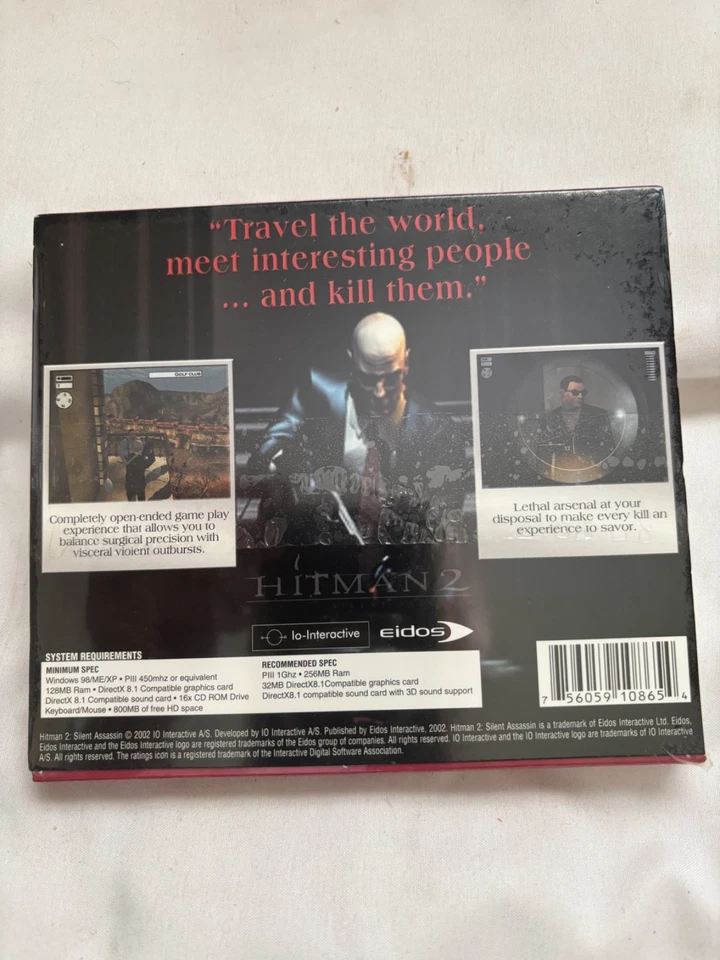 “Travel the world,
meet interesting people
... and kill them.”
GOLF CLUB
Completely open-ended game play
experience that allows you to
balance surgical precision with
visceral violent outbursts.
Lethal arsenal at your
disposal to make every kill an
experience to savor.
HITMAN 2
Io-Interactive
eidos
SYSTEM REQUIREMENTS
MINIMUM SPEC
Windows 98/ME/XP • PIII 450mhz or equivalent
128MB Ram • DirectX 8.1 Compatible graphics card
DirectX 8.1 Compatible sound card • 16x CD ROM Drive
Keyboard/Mouse • 800MB of free HD space
RECOMMENDED SPEC
PIII 1Ghz • 256MB Ram
32MB DirectX8.1Compatible graphics card
DirectX8.1 compatible sound card with 3D sound support
7 56059 10865 4
Hitman 2: Silent Assassin © 2002 IO Interactive A/S. Developed by IO Interactive A/S. Published by Eidos Interactive. 2002. Hitman 2: Silent Assassin is a trademark of Eidos Interactive Ltd. Eidos,
Eidos Interactive and the Eidos Interactive logo are registered trademarks of the Eidos group of companies. All rights reserved. IO Interactive and the IO Interactive logo are trademarks of IO Interactive
A/S. All rights reserved. The ratings icon is a registered trademark of the Interactive Digital Software Association.